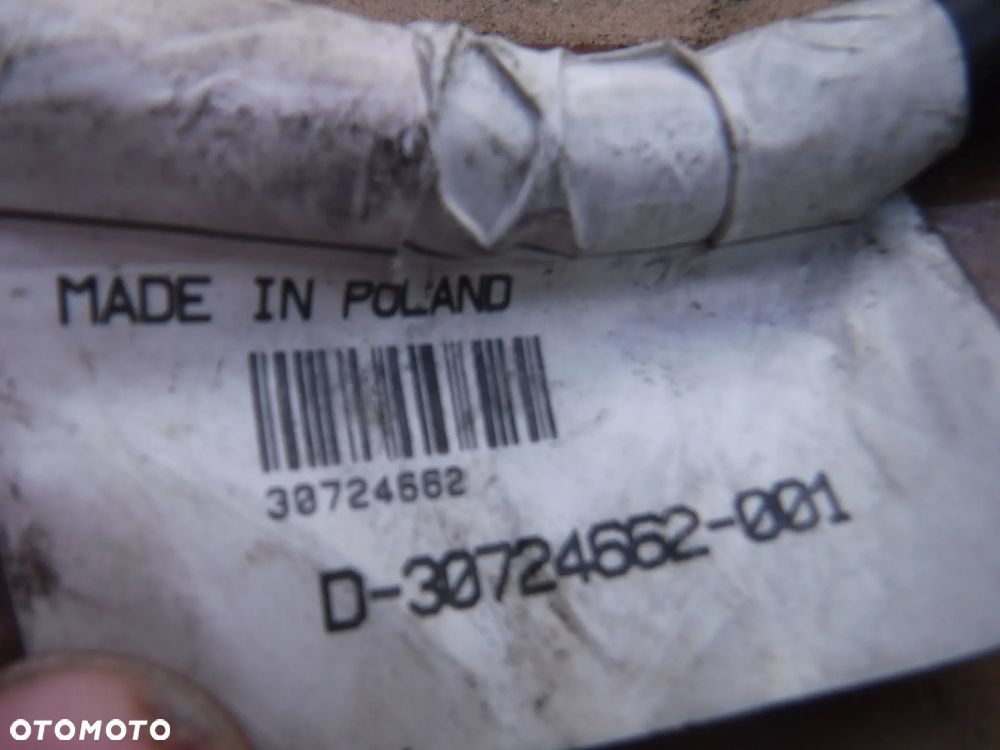 MADE IN POLAND
30724662
D-30724662-001
OTOMOTO